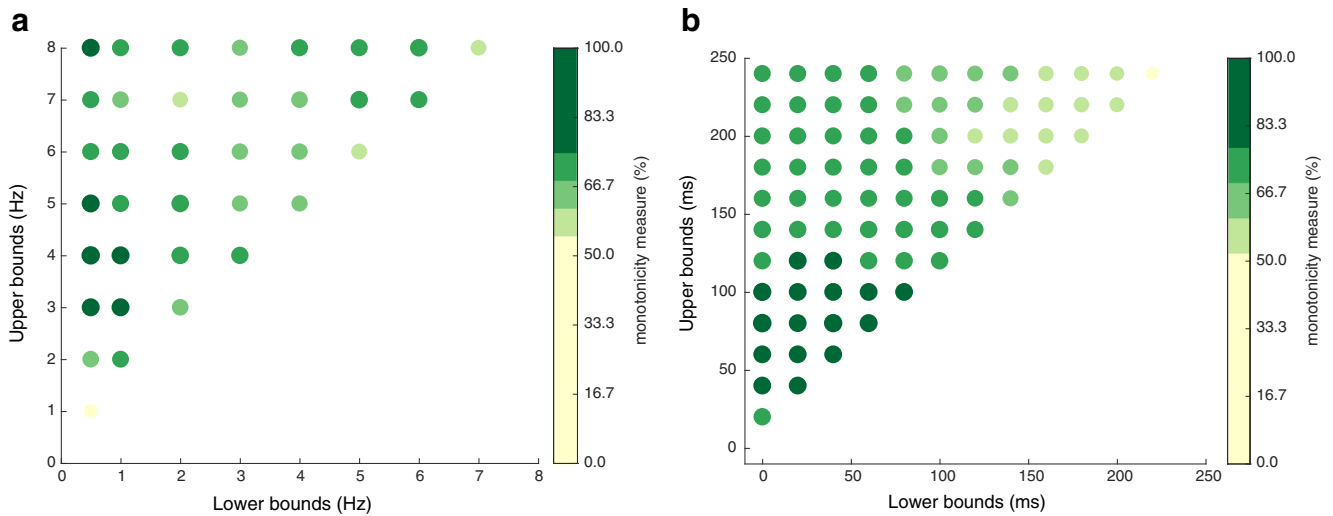 a
8
7
6
5
4
3
2
1
0
Upper bounds (Hz)
0 1 2 3 4 5 6 7 8
Lower bounds (Hz)
100.0
83.3
66.7
50.0
33.3
16.7
0.0
monotonicity measure (%)
b
250
200
150
100
50
0
Upper bounds (ms)
0 50 100 150 200 250
Lower bounds (ms)
100.0
83.3
66.7
50.0
33.3
16.7
0.0
monotonicity measure (%)